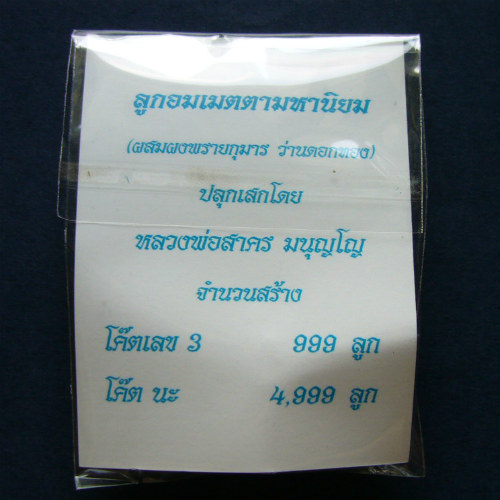 ลูกอมเมตตามหานิยม
(ผสมผงพรายกุมาร ว่านดอกทอง)
ปลุกเสกโดย
หลวงพ่อสาคร มนุญโญ
จำนวนสร้าง
โค๊ตเลข 3 999 ลูก
โค๊ต นะ 4,999 ลูก